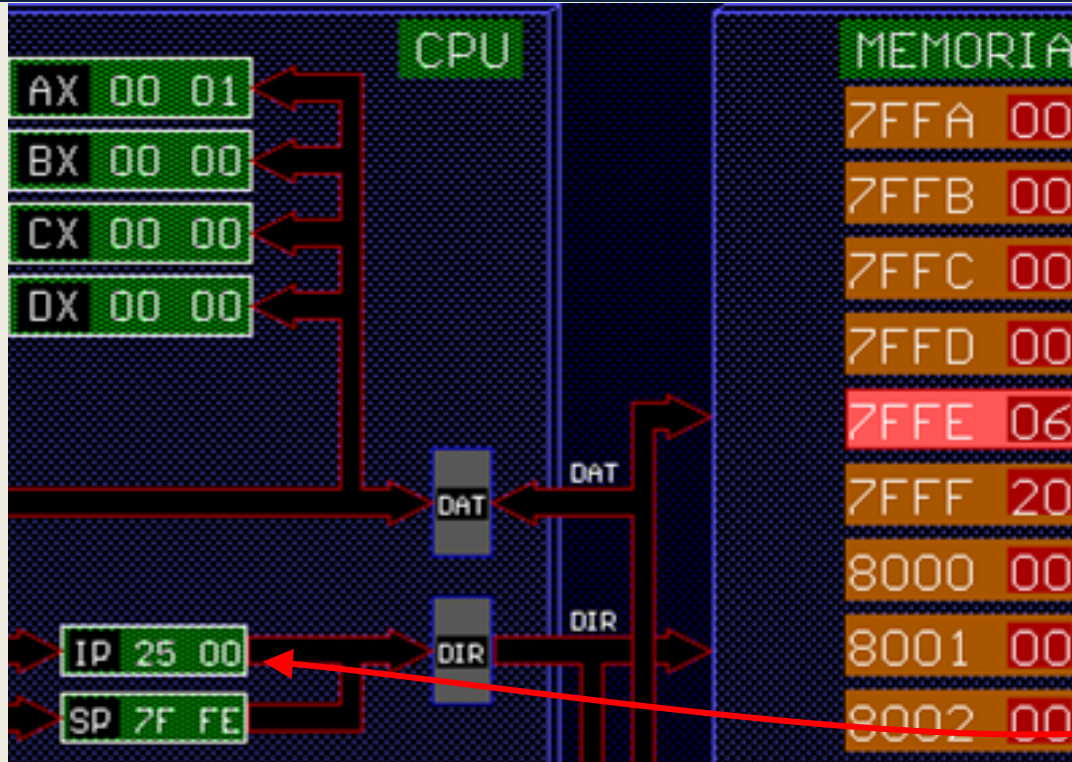 CPU
AX 00 01
BX 00 00
CX 00 00
DX 00 00
DAT
DAT
DIR
DIR
IP 25 00
SP 7F FE
MEMORIA
7FFA 00
7FFB 00
7FFC 00
7FFD 00
7FFE 06
7FFF 20
8000 00
8001 00
8002 00